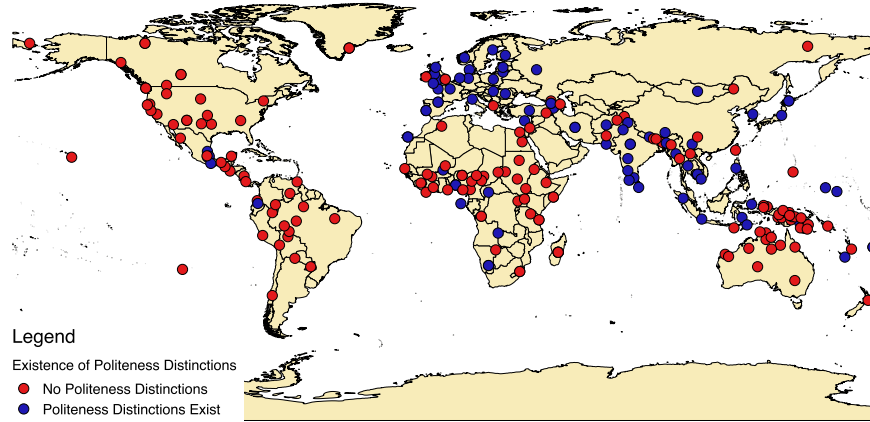 Legend
Existence of Politeness Distinctions
No Politeness Distinctions
Politeness Distinctions Exist